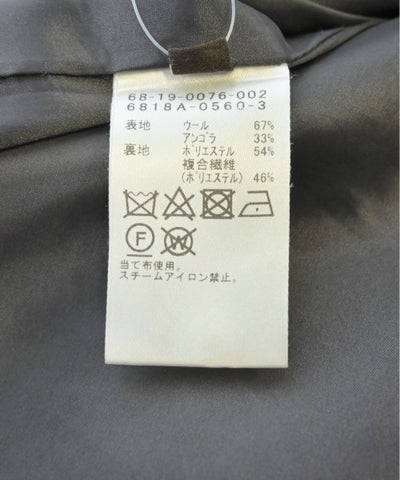 68-19-0076-002
6818A-0560-3
表地 ウール 67%
アンゴラ 33%
裏地 ポリエステル 54%
複合繊維
(ポリエステル) 46%
F W
当て布使用。
スチームアイロン禁止。